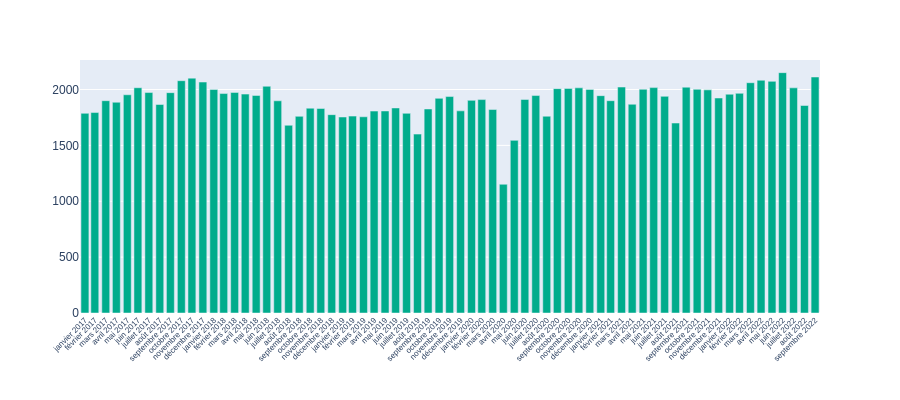 2000
1500
1000
500
0
janvier 2017
février 2017
mars 2017
avril 2017
mai 2017
juin 2017
juillet 2017
août 2017
septembre 2017
octobre 2017
novembre 2017
décembre 2017
janvier 2018
février 2018
mars 2018
avril 2018
mai 2018
juin 2018
juillet 2018
août 2018
septembre 2018
octobre 2018
novembre 2018
décembre 2018
janvier 2019
février 2019
mars 2019
avril 2019
mai 2019
juin 2019
juillet 2019
août 2019
septembre 2019
octobre 2019
novembre 2019
décembre 2019
janvier 2020
février 2020
mars 2020
avril 2020
mai 2020
juin 2020
juillet 2020
août 2020
septembre 2020
octobre 2020
novembre 2020
décembre 2020
janvier 2021
février 2021
mars 2021
avril 2021
mai 2021
juin 2021
juillet 2021
août 2021
septembre 2021
octobre 2021
novembre 2021
décembre 2021
janvier 2022
février 2022
mars 2022
avril 2022
mai 2022
juin 2022
juillet 2022
août 2022
septembre 2022